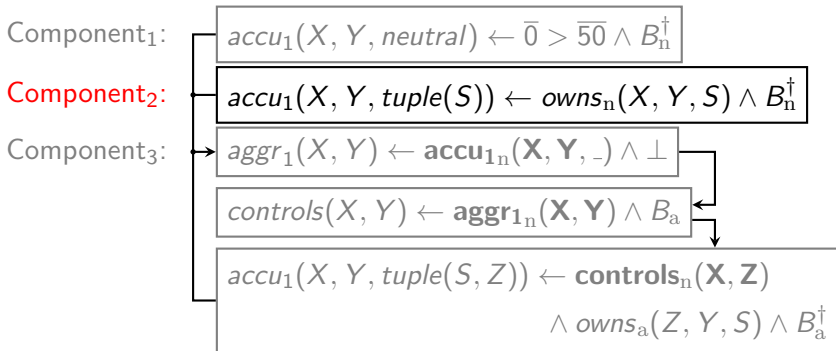 Component₁: accu₁(X, Y, neutral) ← 0̅ > 5̅0̅ ∧ Bₙ†
Component₂: accu₁(X, Y, tuple(S)) ← ownsₙ(X, Y, S) ∧ Bₙ†
Component₃: aggr₁(X, Y) ← accu₁ₙ(X, Y, _) ∧ ⊥
controls(X, Y) ← aggr₁ₙ(X, Y) ∧ Bₐ
accu₁(X, Y, tuple(S, Z)) ← controlsₙ(X, Z)
∧ ownsₐ(Z, Y, S) ∧ Bₐ†